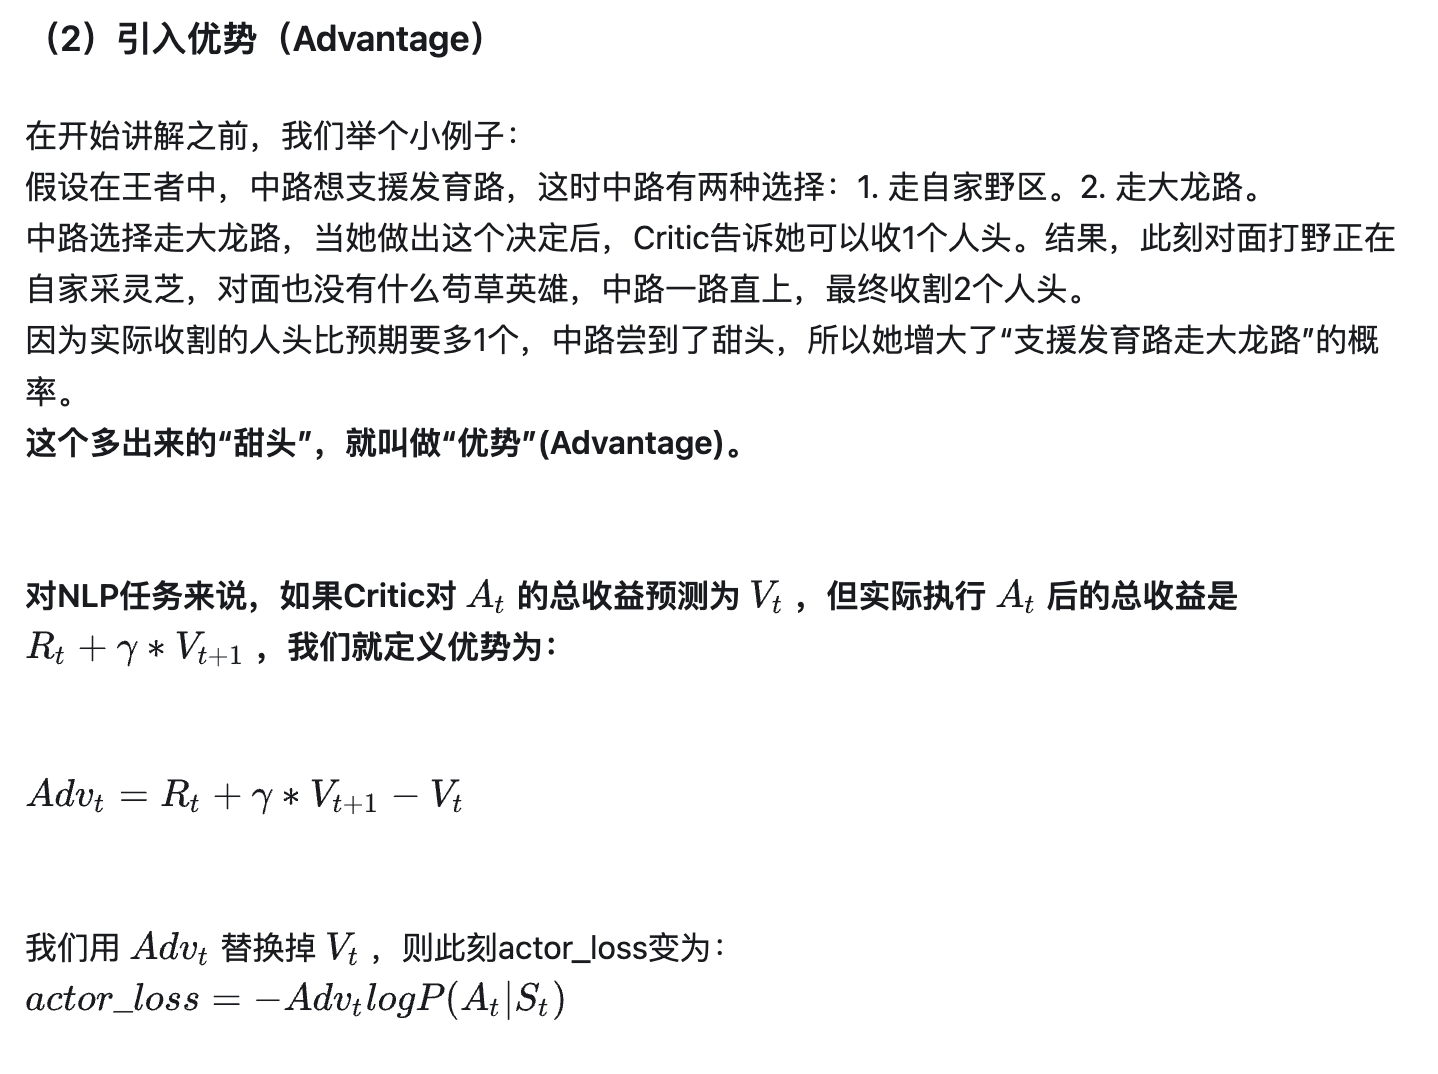 （2）引入优势（Advantage）
在开始讲解之前，我们举个小例子：
假设在王者中，中路想支援发育路，这时中路有两种选择：1. 走自家野区。2. 走大龙路。
中路选择走大龙路，当她做出这个决定后，Critic告诉她可以收1个人头。结果，此刻对面打野正在
自家采灵芝，对面也没有什么苟草英雄，中路一路直上，最终收割2个人头。
因为实际收割的人头比预期要多1个，中路尝到了甜头，所以她增大了“支援发育路走大龙路”的概
率。
这个多出来的“甜头”，就叫做“优势”(Advantage)。
对NLP任务来说，如果Critic对 $A_t$ 的总收益预测为 $V_t$ ，但实际执行 $A_t$ 后的总收益是
$R_t + \gamma * V_{t+1}$ ，我们就定义优势为：
$Adv_t = R_t + \gamma * V_{t+1} - V_t$
我们用 $Adv_t$ 替换掉 $V_t$ ，则此刻actor_loss变为：
$actor\_loss = -Adv_t logP(A_t|S_t)$